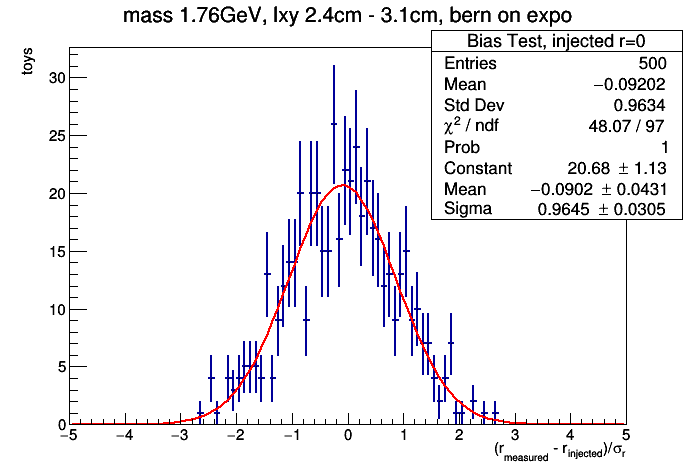 mass 1.76GeV, lxy 2.4cm - 3.1cm, bern on expo
toys
Bias Test, injected r=0
Entries 500
Mean −0.09202
Std Dev 0.9634
χ² / ndf 48.07 / 97
Prob 1
Constant 20.68 ± 1.13
Mean −0.0902 ± 0.0431
Sigma 0.9645 ± 0.0305
30
25
20
15
10
5
0
−5 −4 −3 −2 −1 0 1 2 3 4 5
(r_measured - r_injected)/σ_r